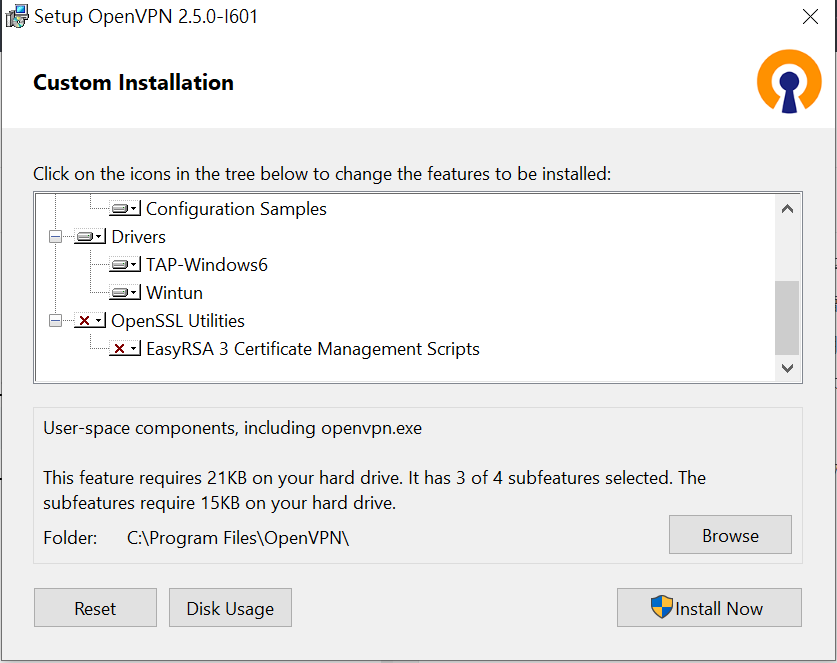 Setup OpenVPN 2.5.0-I601
Custom Installation
Click on the icons in the tree below to change the features to be installed:
Configuration Samples
Drivers
TAP-Windows6
Wintun
OpenSSL Utilities
EasyRSA 3 Certificate Management Scripts
User-space components, including openvpn.exe
This feature requires 21KB on your hard drive. It has 3 of 4 subfeatures selected. The
subfeatures require 15KB on your hard drive.
Folder: C:\Program Files\OpenVPN\
Browse
Reset
Disk Usage
Install Now